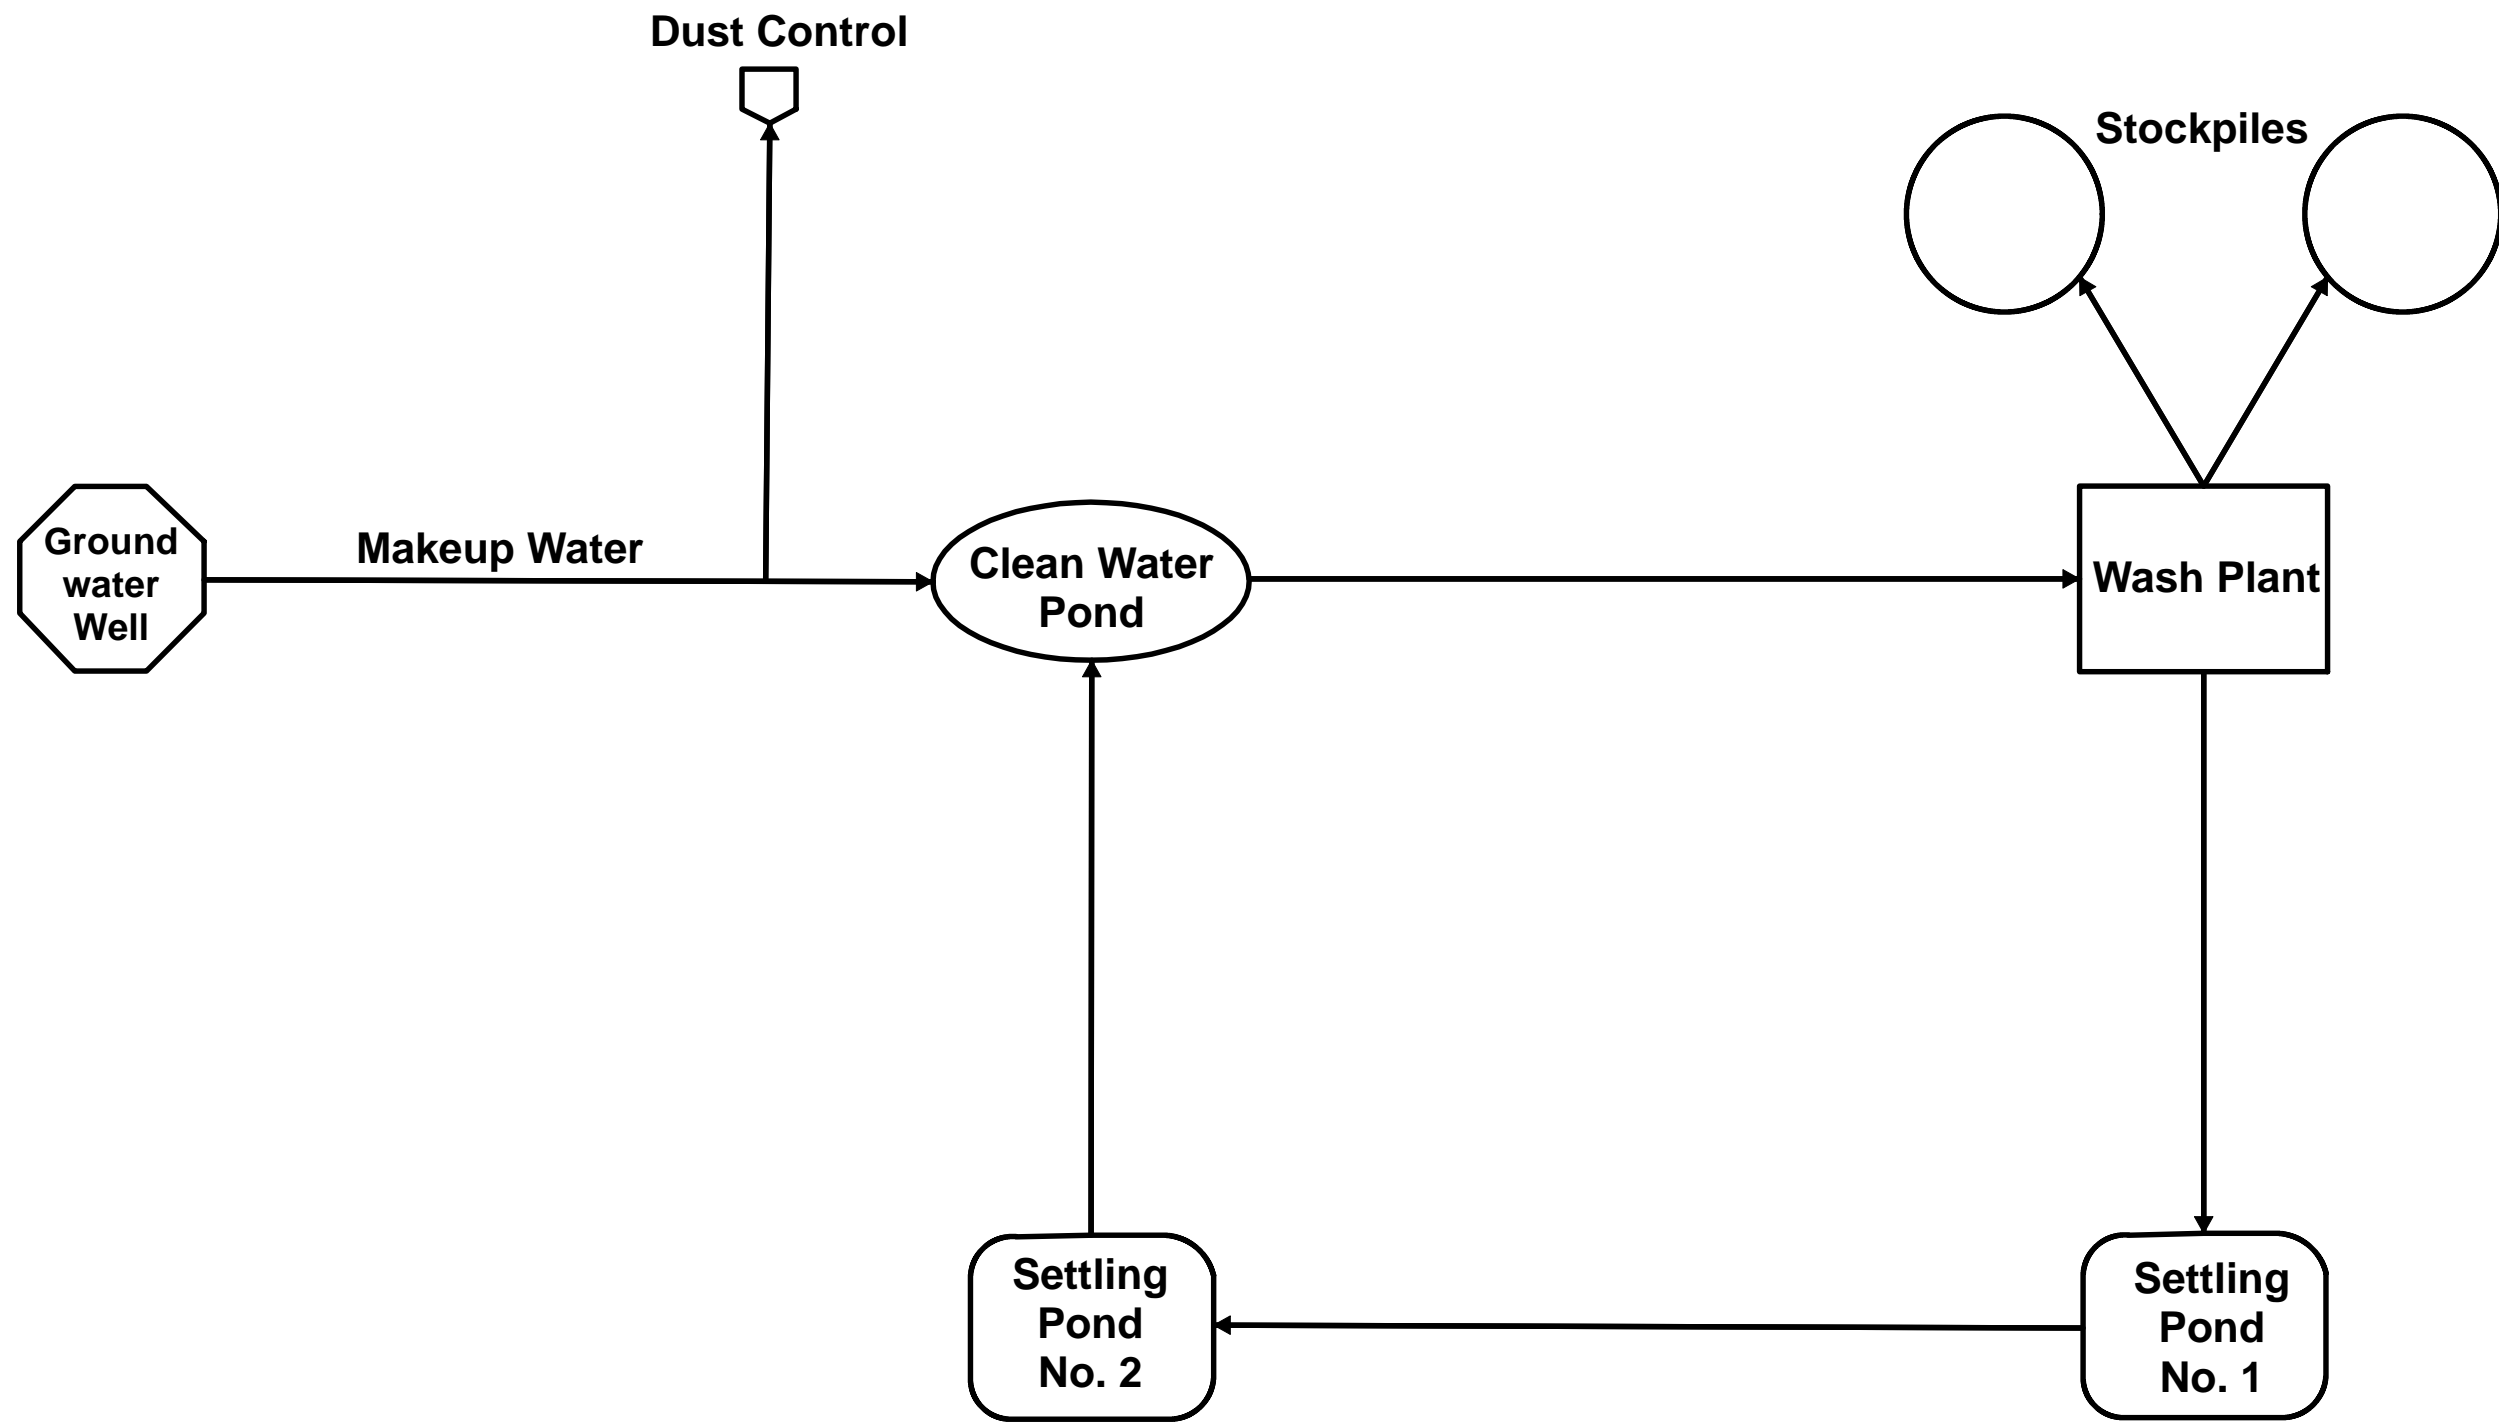 Dust Control
Stockpiles
Ground
water
Well
Makeup Water
Clean Water
Pond
Wash Plant
Settling
Pond
No. 2
Settling
Pond
No. 1